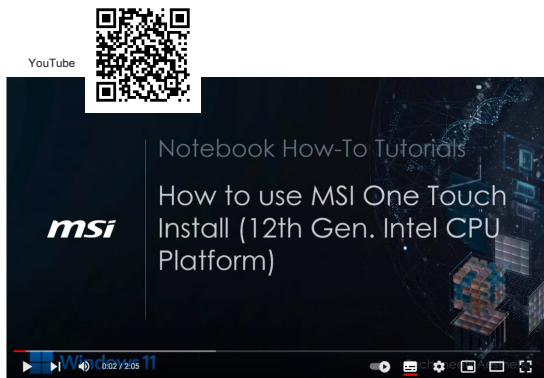 YouTube
Notebook How-To Tutorials
How to use MSI One Touch
Install (12th Gen. Intel CPU
Platform)
msi
Windows 11
0:02 / 2:05